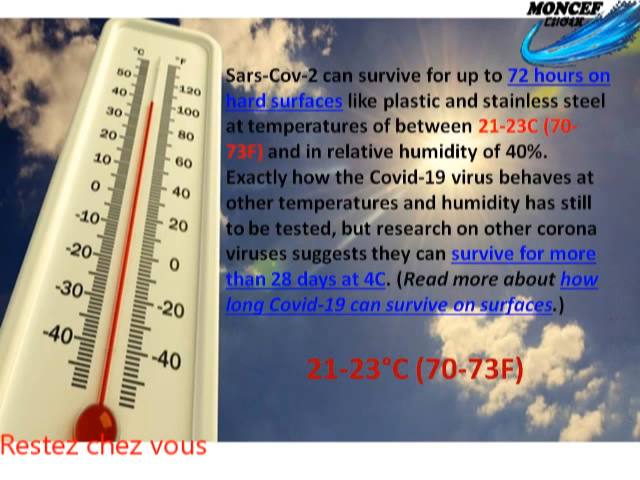 MONCEF
Sars-Cov-2 can survive for up to 72 hours on
hard surfaces like plastic and stainless steel
at temperatures of between 21-23C (70-
73F) and in relative humidity of 40%.
Exactly how the Covid-19 virus behaves at
other temperatures and humidity has still
to be tested, but research on other corona
viruses suggests they can survive for more
than 28 days at 4C. (Read more about how
long Covid-19 can survive on surfaces.)
21-23°C (70-73F)
°C °F
50 120
40 100
30 80
20 60
10 40
0 20
-10 0
-20 -20
-30 -40
-40
Restez chez vous